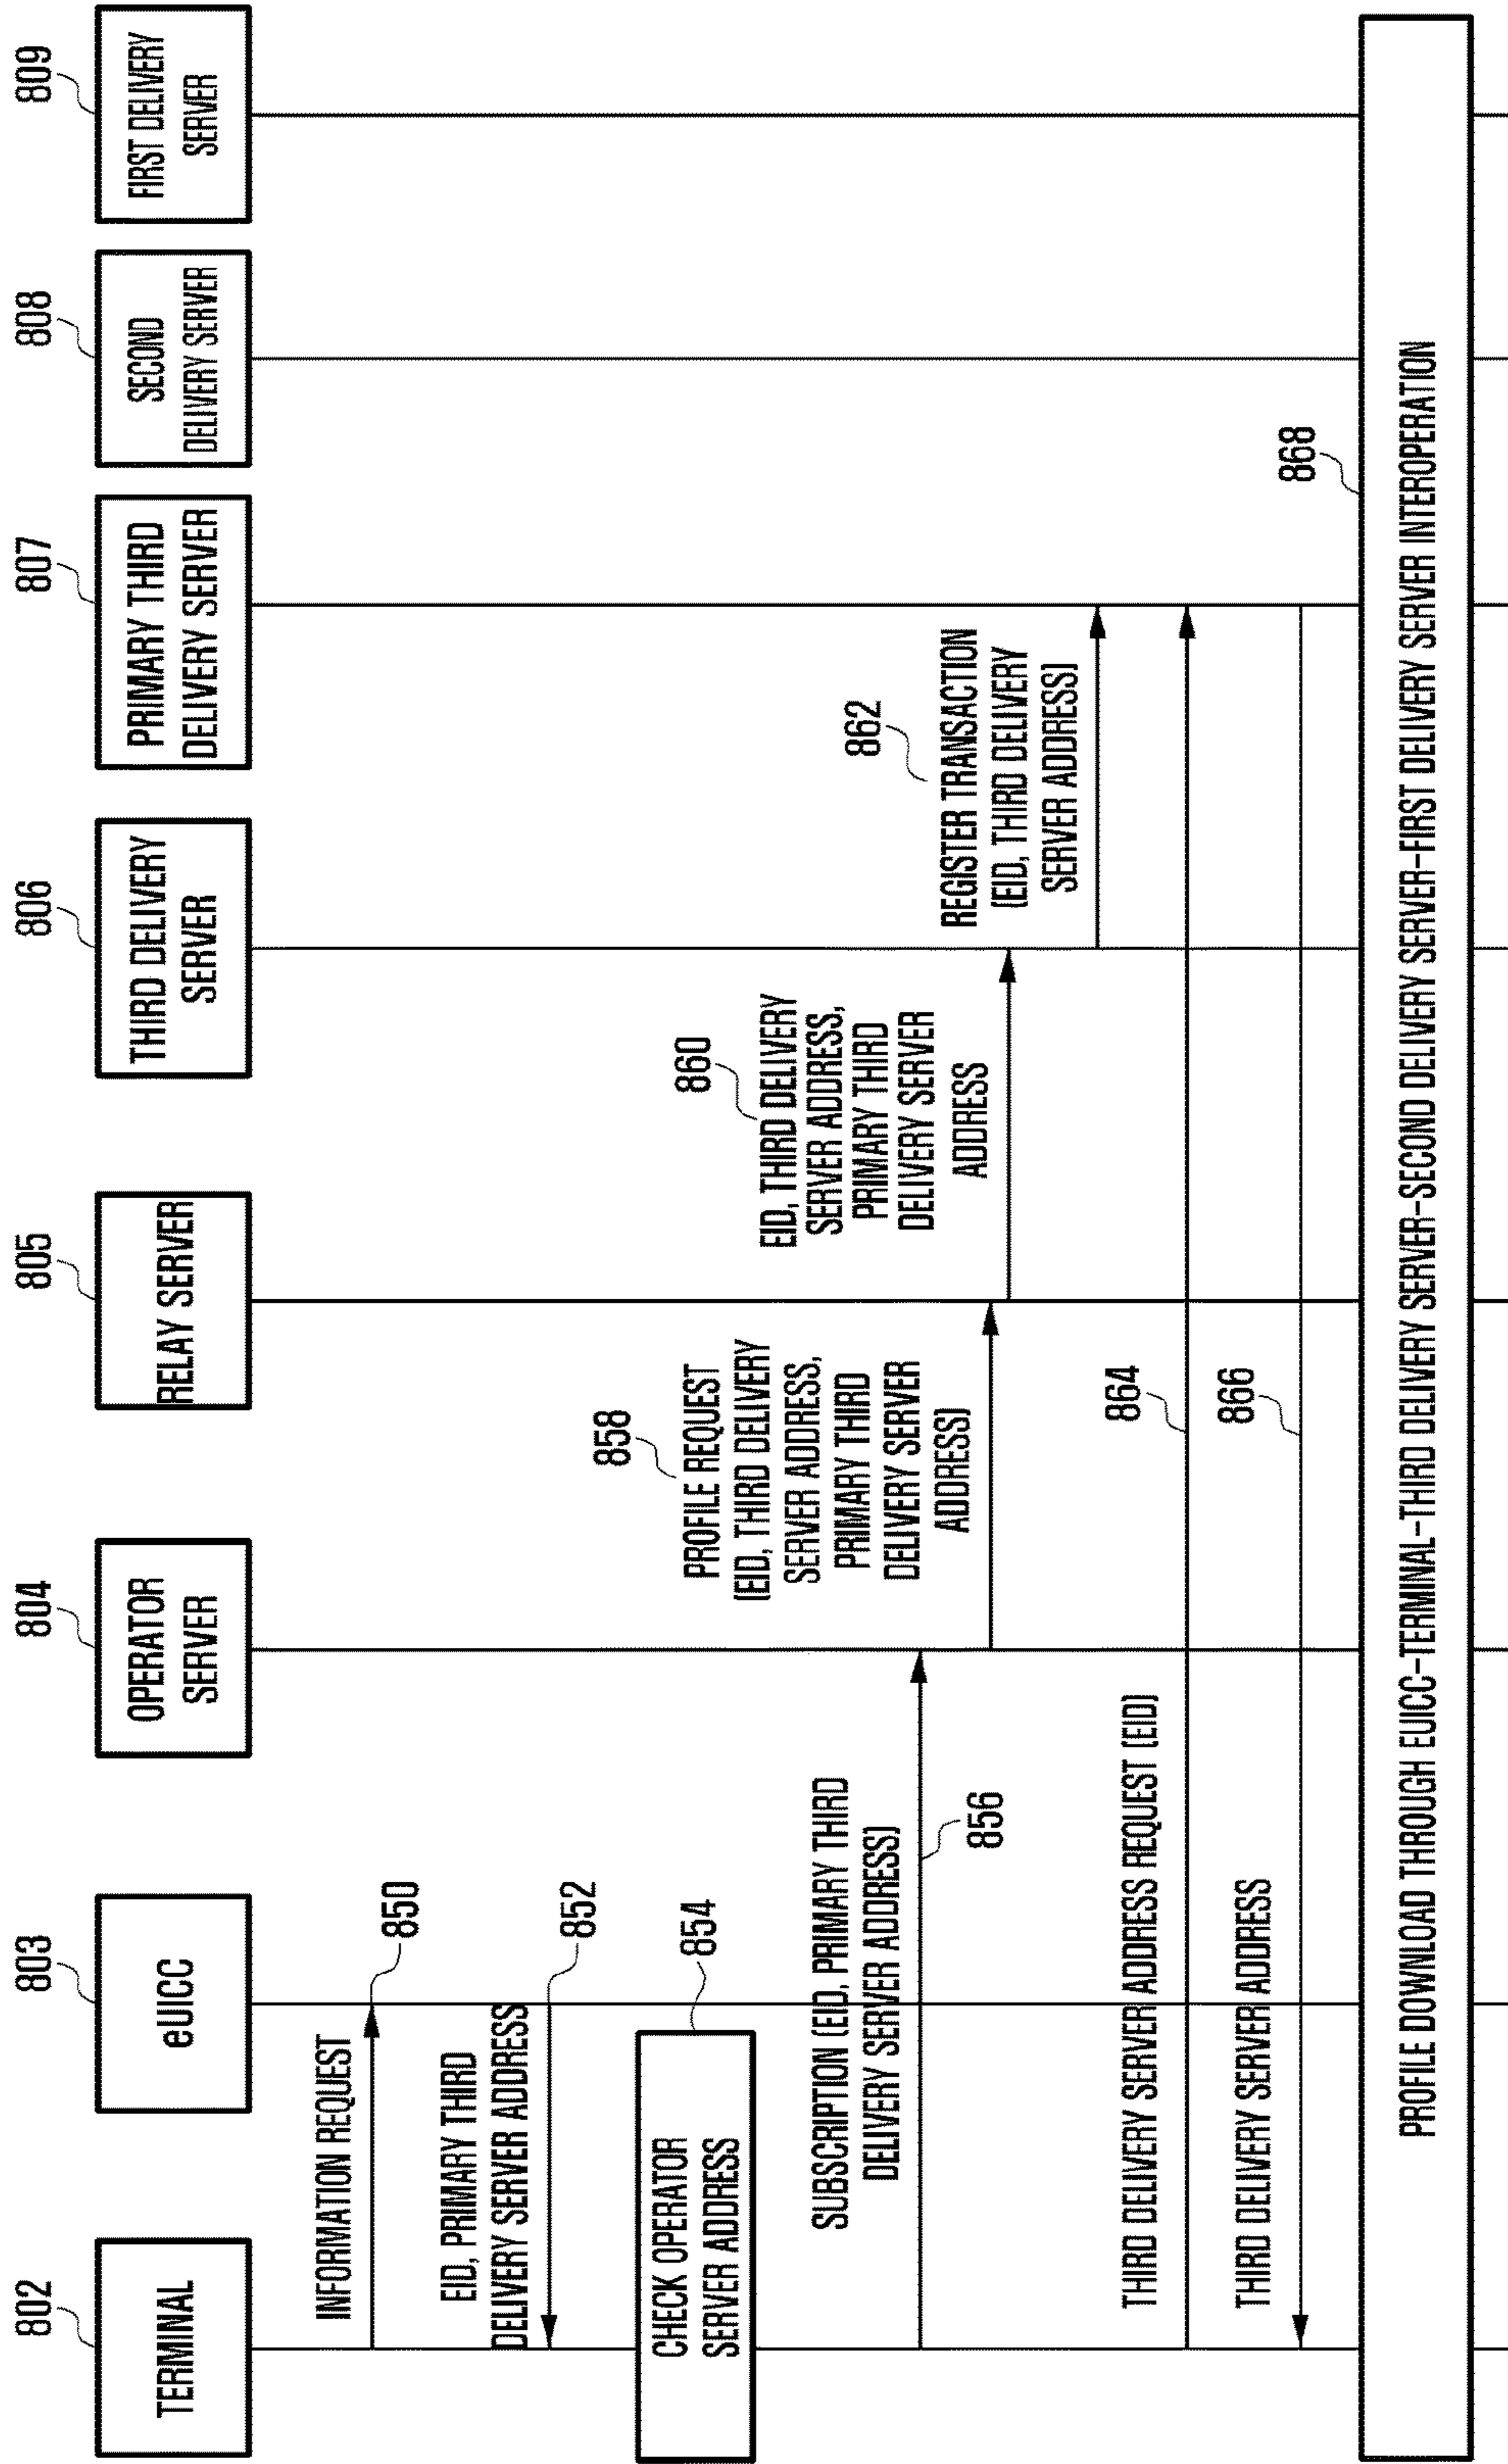 802
TERMINAL
803
eUICC
804
OPERATOR
SERVER
805
RELAY SERVER
806
THIRD DELIVERY
SERVER
807
PRIMARY THIRD
DELIVERY SERVER
808
SECOND
DELIVERY SERVER
809
FIRST DELIVERY
SERVER
INFORMATION REQUEST
850
EID, PRIMARY THIRD
DELIVERY SERVER ADDRESS
852
CHECK OPERATOR
SERVER ADDRESS
854
SUBSCRIPTION (EID, PRIMARY THIRD
DELIVERY SERVER ADDRESS)
856
858
PROFILE REQUEST
(EID, THIRD DELIVERY
SERVER ADDRESS,
PRIMARY THIRD
DELIVERY SERVER
ADDRESS)
860
EID, THIRD DELIVERY
SERVER ADDRESS,
PRIMARY THIRD
DELIVERY SERVER
ADDRESS
862
REGISTER TRANSACTION
(EID, THIRD DELIVERY
SERVER ADDRESS)
THIRD DELIVERY SERVER ADDRESS REQUEST (EID)
864
THIRD DELIVERY SERVER ADDRESS
866
868
PROFILE DOWNLOAD THROUGH EUICC-TERMINAL-THIRD DELIVERY SERVER-SECOND DELIVERY SERVER-FIRST DELIVERY SERVER INTEROPERATION